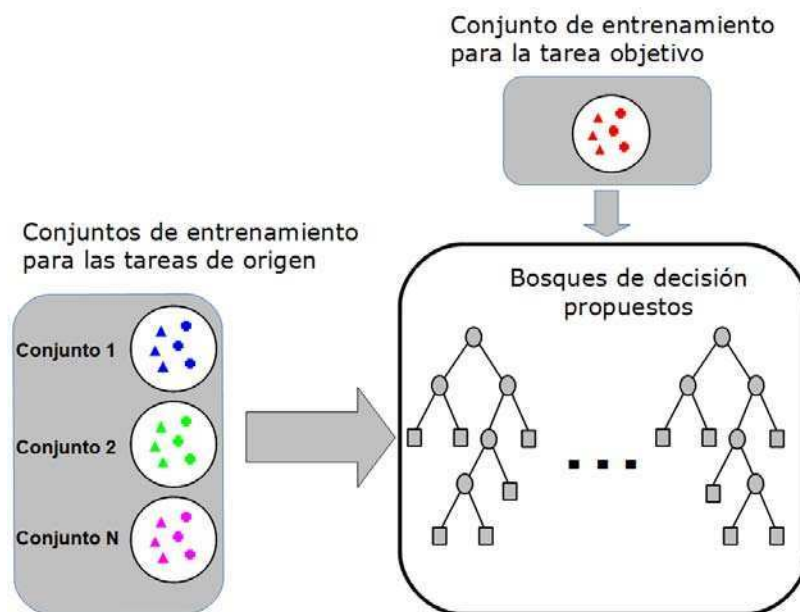 Conjunto de entrenamiento
para la tarea objetivo
Conjuntos de entrenamiento
para las tareas de origen
Conjunto 1
Conjunto 2
Conjunto N
Bosques de decisión
propuestos